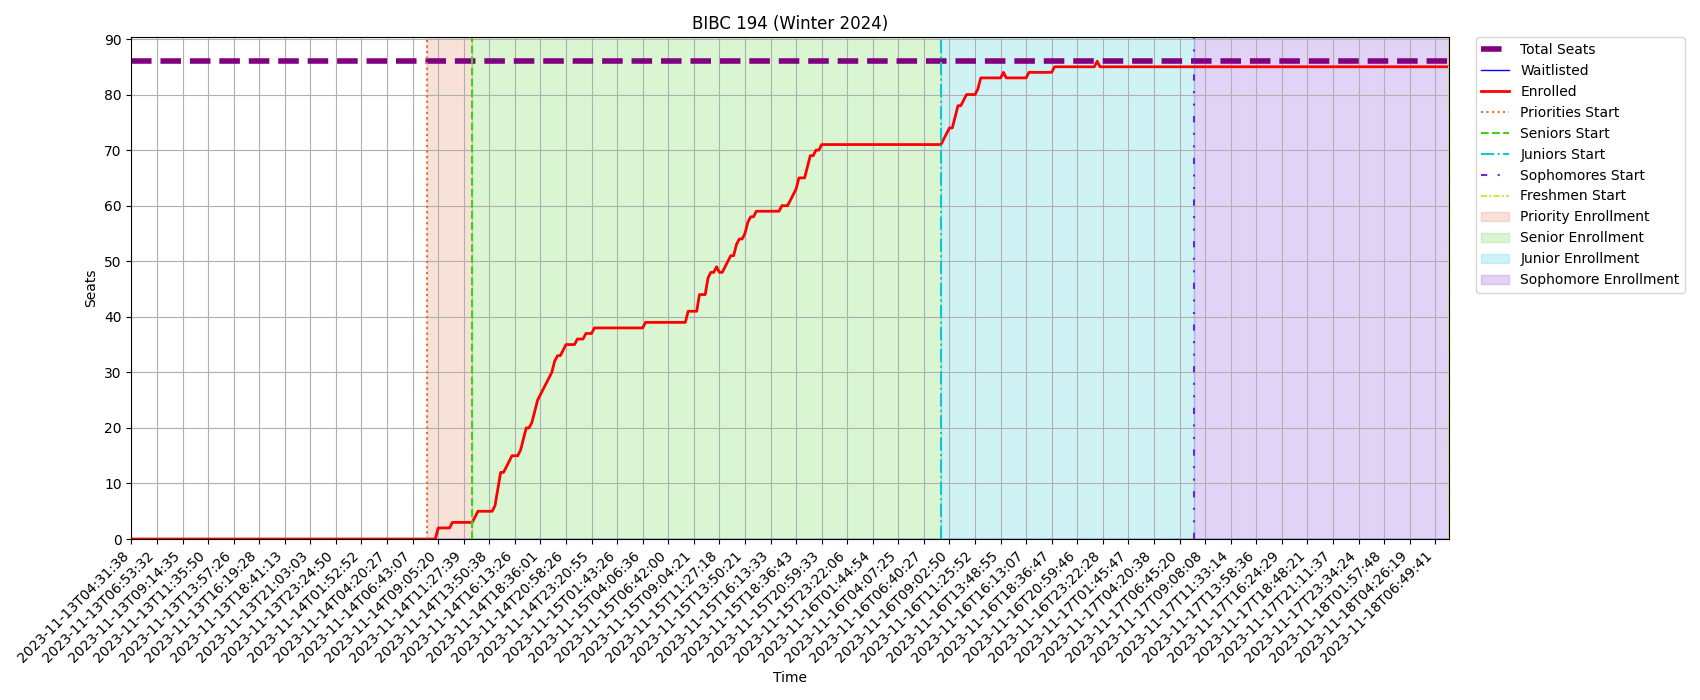 BIBC 194 (Winter 2024)
90
80
70
60
50
40
30
20
10
0
Seats
2023-11-13T04:31:38
2023-11-13T06:53:32
2023-11-13T09:14:35
2023-11-13T11:35:50
2023-11-13T13:57:26
2023-11-13T16:19:28
2023-11-13T18:41:13
2023-11-13T21:03:03
2023-11-13T23:24:50
2023-11-14T01:52:52
2023-11-14T04:20:27
2023-11-14T06:43:07
2023-11-14T09:05:20
2023-11-14T11:27:39
2023-11-14T13:50:38
2023-11-14T16:13:26
2023-11-14T18:36:01
2023-11-14T20:58:26
2023-11-14T23:20:55
2023-11-15T01:43:26
2023-11-15T04:06:36
2023-11-15T06:42:00
2023-11-15T09:04:21
2023-11-15T11:27:18
2023-11-15T13:50:21
2023-11-15T16:13:33
2023-11-15T18:36:43
2023-11-15T20:59:33
2023-11-15T23:22:06
2023-11-16T01:44:54
2023-11-16T04:07:25
2023-11-16T06:40:27
2023-11-16T09:02:50
2023-11-16T11:25:52
2023-11-16T13:48:55
2023-11-16T16:13:07
2023-11-16T18:36:47
2023-11-16T20:59:46
2023-11-16T23:22:28
2023-11-17T01:45:47
2023-11-17T04:20:38
2023-11-17T06:45:20
2023-11-17T09:08:08
2023-11-17T11:33:14
2023-11-17T13:58:36
2023-11-17T16:24:29
2023-11-17T18:48:21
2023-11-17T21:11:37
2023-11-17T23:34:24
2023-11-18T01:57:48
2023-11-18T04:26:19
2023-11-18T06:49:41
Time
Total Seats
Waitlisted
Enrolled
Priorities Start
Seniors Start
Juniors Start
Sophomores Start
Freshmen Start
Priority Enrollment
Senior Enrollment
Junior Enrollment
Sophomore Enrollment